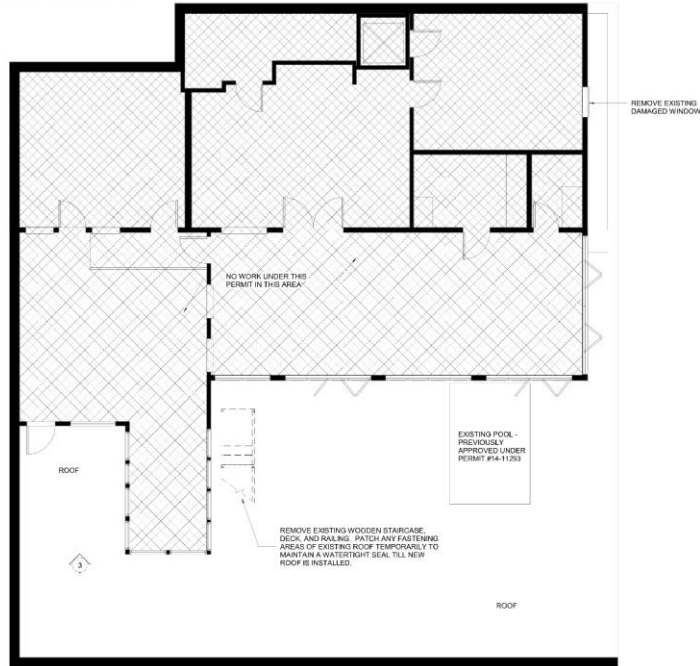 REMOVE EXISTING
DAMAGED WINDOW
NO WORK UNDER THIS
PERMIT IN THIS AREA
EXISTING POOL -
PREVIOUSLY
APPROVED UNDER
PERMIT #14-11293
ROOF
REMOVE EXISTING WOODEN STAIRCASE,
DECK, AND RAILING. PATCH ANY FASTENING
AREAS OF EXISTING ROOF TEMPORARILY TO
MAINTAIN A WATERTIGHT SEAL TILL NEW
ROOF IS INSTALLED.
3
ROOF